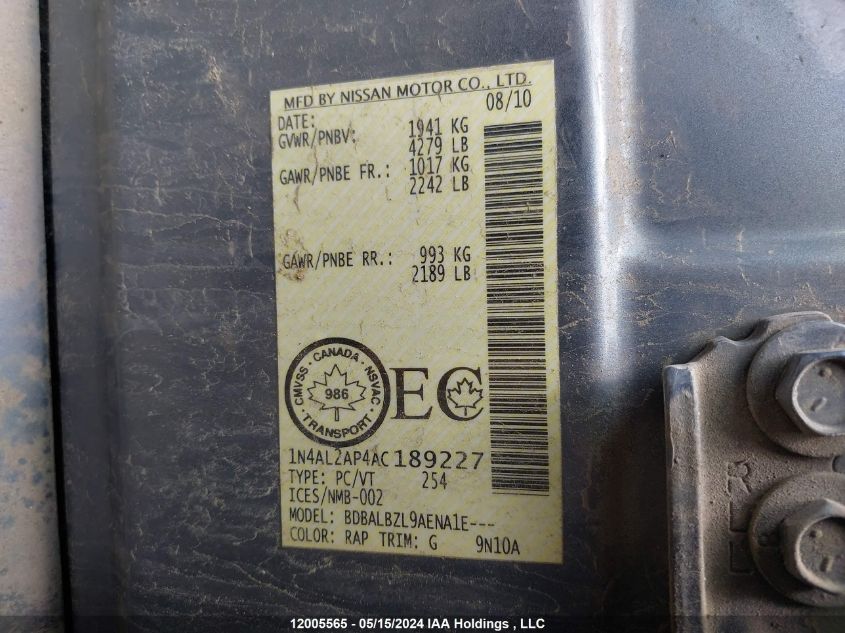 MFD BY NISSAN MOTOR CO., LTD.
DATE: 08/10
GVWR/PNBV: 1941 KG
4279 LB
GAWR/PNBE FR.: 1017 KG
2242 LB
GAWR/PNBE RR.: 993 KG
2189 LB
CMVSS · CANADA · NSVAC
986
· TRANSPORT ·
EC
1N4AL2AP4AC189227
TYPE: PC/VT 254
ICES/NMB-002
MODEL: BDBALBZL9AENA1E---
COLOR: RAP TRIM: G 9N10A
12005565 - 05/15/2024 IAA Holdings , LLC